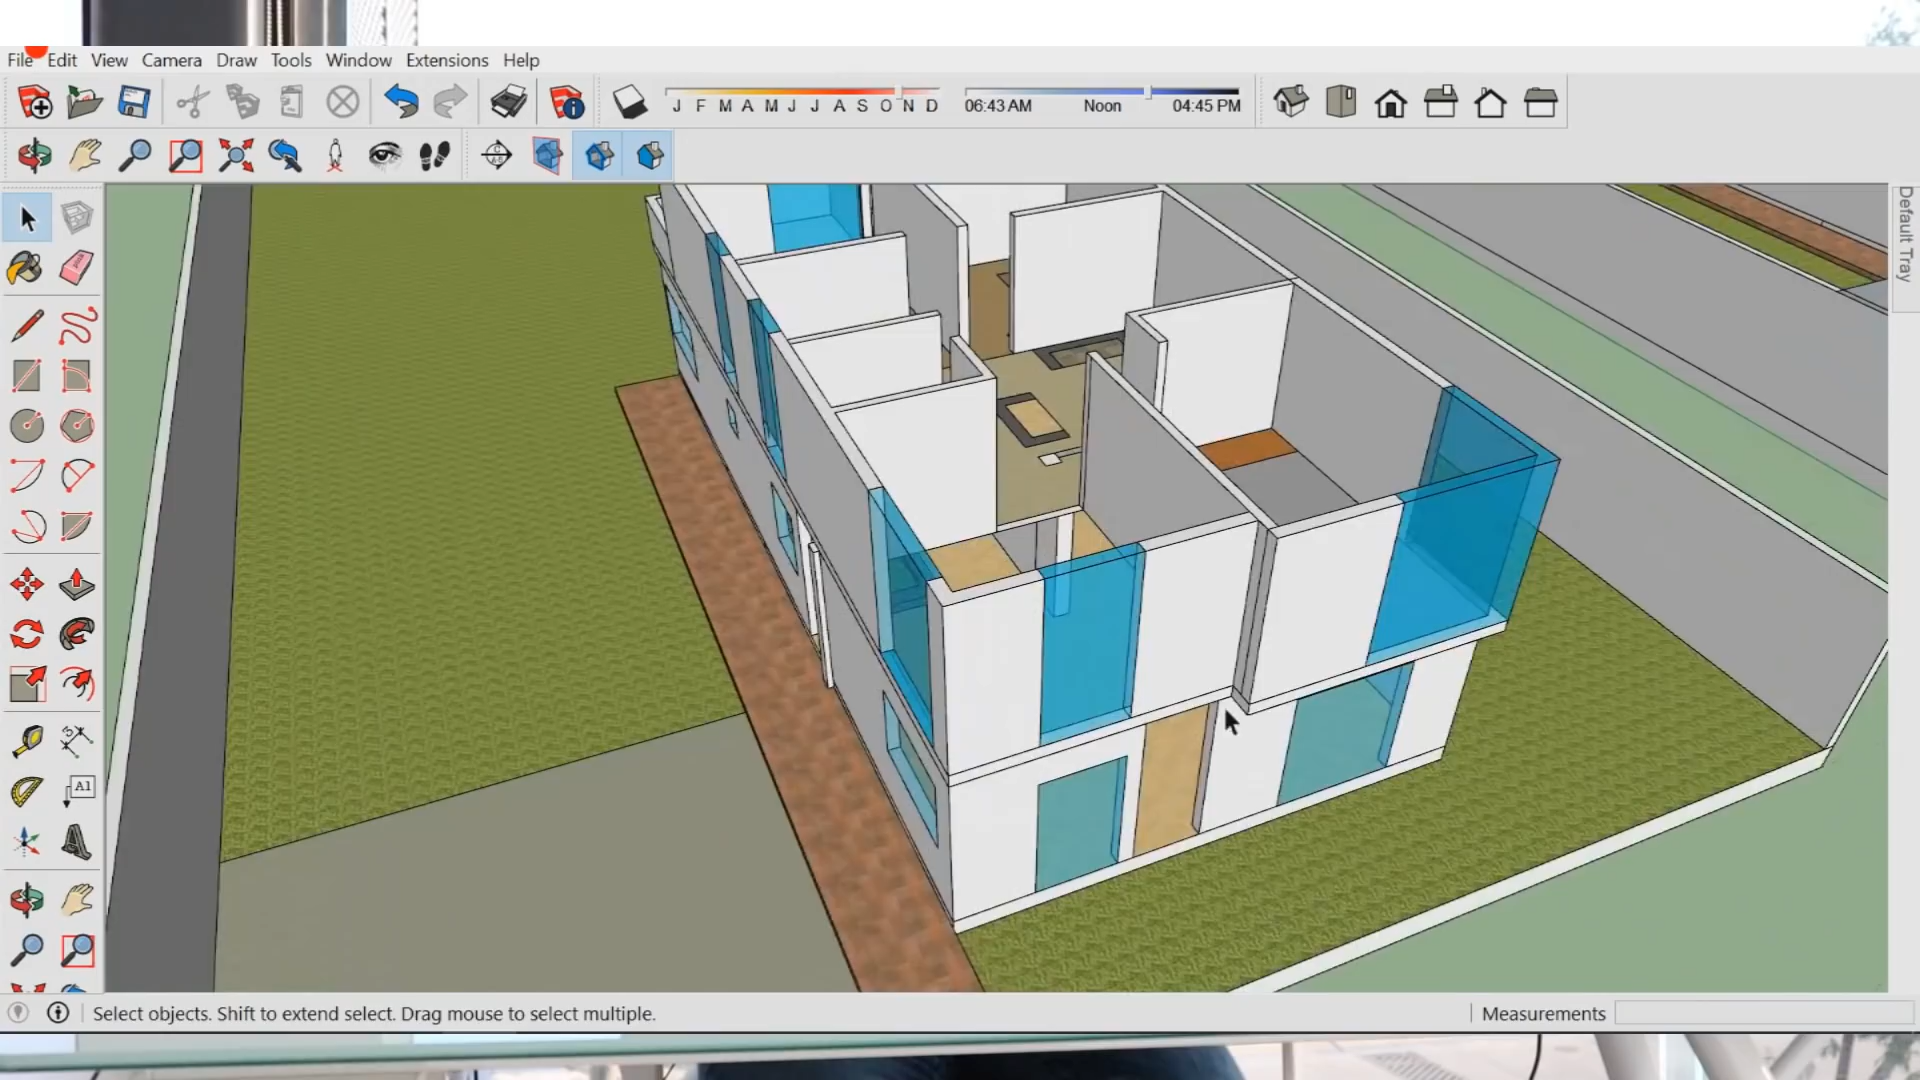 File Edit View Camera Draw Tools Window Extensions Help
J F M A M J J A S O N D
06:43 AM Noon 04:45 PM
Default Tray
A1
Select objects. Shift to extend select. Drag mouse to select multiple.
Measurements